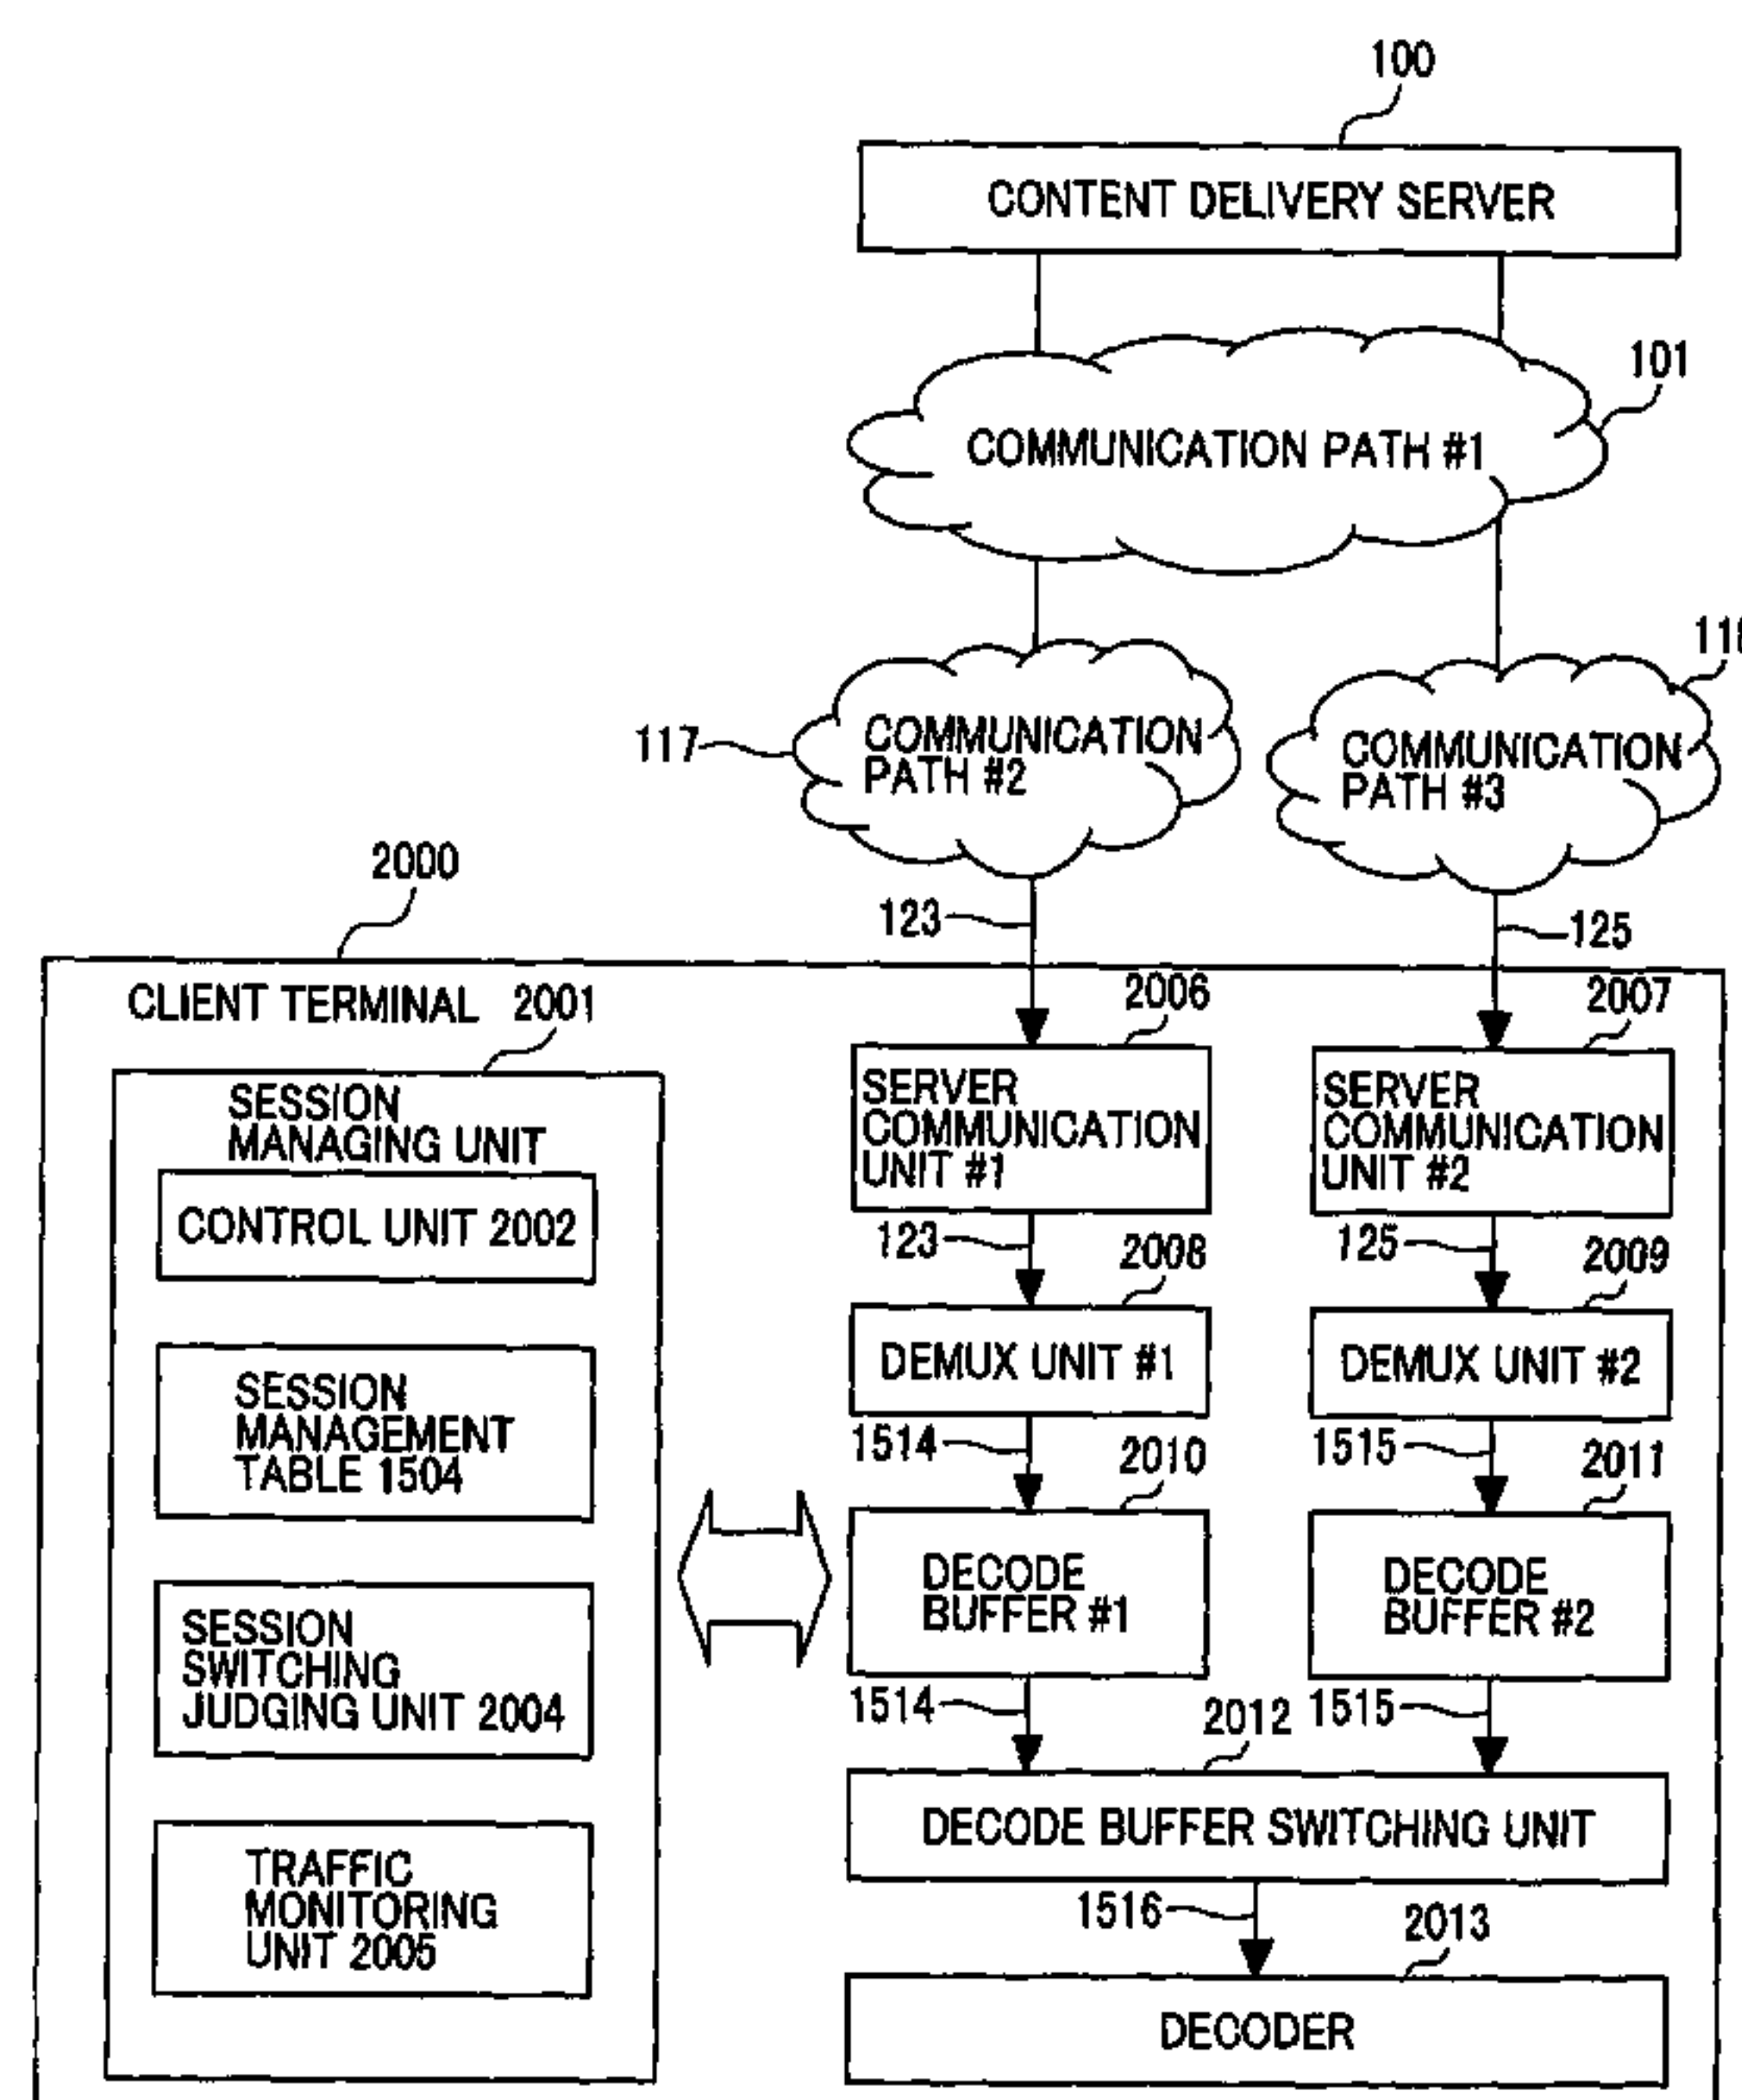 100
CONTENT DELIVERY SERVER
101
COMMUNICATION PATH #1
117
COMMUNICATION
PATH #2
COMMUNICATION
PATH #3
2000
123
125
CLIENT TERMINAL
2001
SESSION
MANAGING UNIT
CONTROL UNIT 2002
SESSION
MANAGEMENT
TABLE 1504
SESSION
SWITCHING
JUDGING UNIT 2004
TRAFFIC
MONITORING
UNIT 2005
2006
SERVER
COMMUNICATION
UNIT #1
2007
SERVER
COMMUNICATION
UNIT #2
123
2008
125
2009
DEMUX UNIT #1
DEMUX UNIT #2
1514
2010
1515
2011
DECODE
BUFFER #1
DECODE
BUFFER #2
1514
2012
1515
DECODE BUFFER SWITCHING UNIT
1516
2013
DECODER